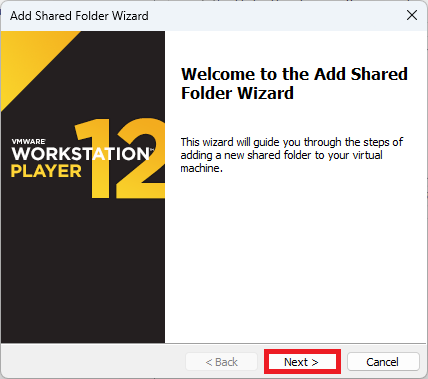 Add Shared Folder Wizard
VMWARE
WORKSTATION™
PLAYER 12
Welcome to the Add Shared
Folder Wizard
This wizard will guide you through the steps of
adding a new shared folder to your virtual
machine.
< Back Next > Cancel